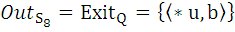 Out_{S_8} = Exit_Q = {⟨* u, b⟩}